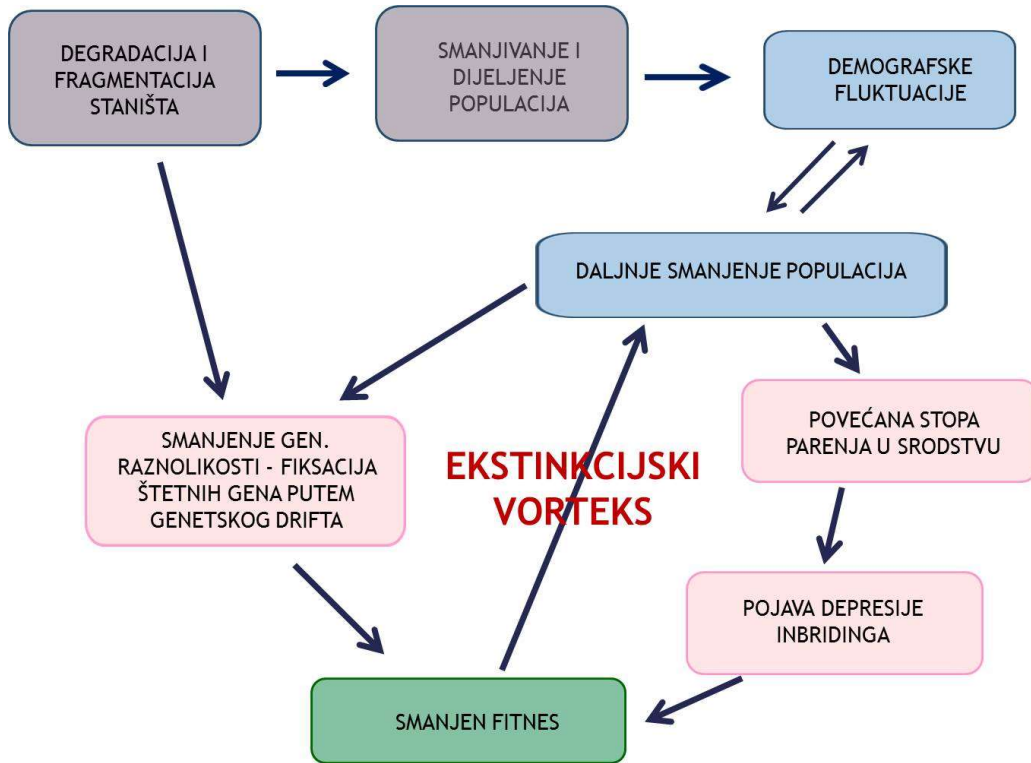 DEGRADACIJA I
FRAGMENTACIJA
STANIŠTA
SMANJIVANJE I
DIJELJENJE
POPULACIJA
DEMOGRAFSKE
FLUKTUACIJE
DALJNJE SMANJENJE POPULACIJA
SMANJENJE GEN.
RAZNOLIKOSTI - FIKSACIJA
ŠTETNIH GENA PUTEM
GENETSKOG DRIFTA
EKSTINKCIJSKI
VORTEKS
POVEĆANA STOPA
PARENJA U SRODSTVU
POJAVA DEPRESIJE
INBRIDINGA
SMANJEN FITNES